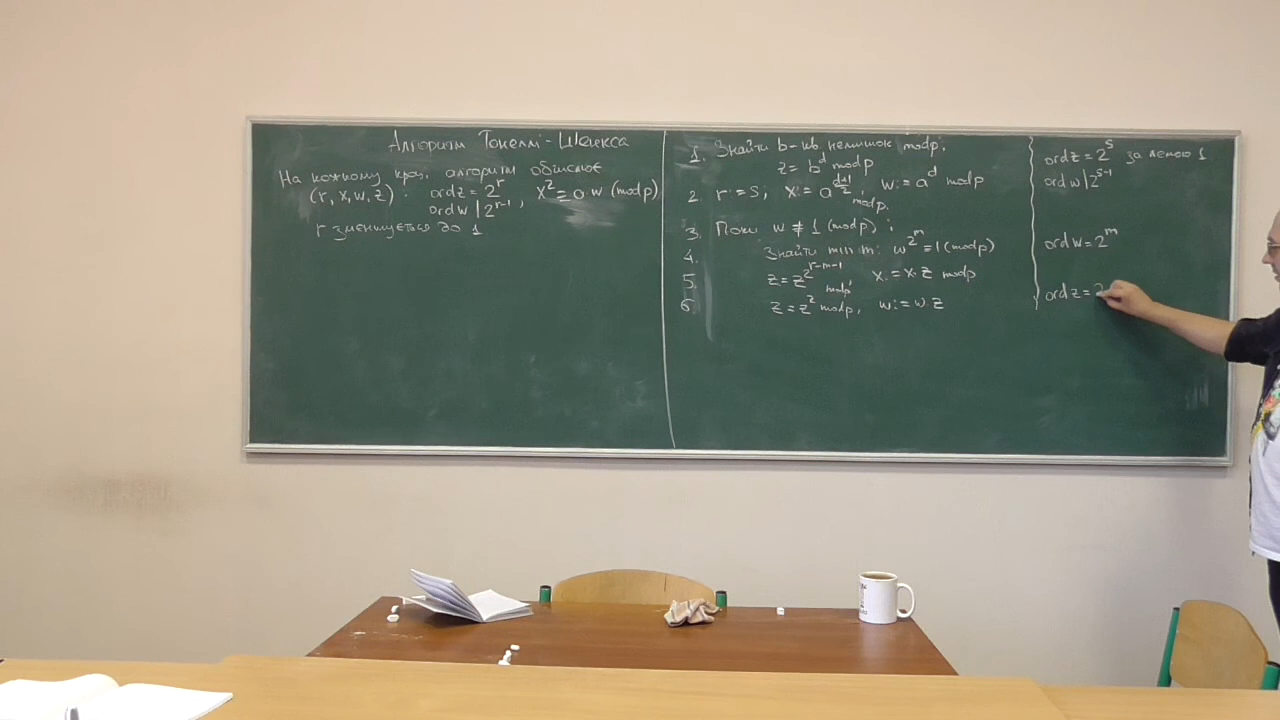 Алгоритм Тонеллі-Шенкса
На кожному кроці алгоритм обчислює
(r, x, w, z): ord z = 2^r
ord w | 2^{r-1}, x^2 ≡ a w (mod p)
r зменшується до 1
1. Знайти b - кв. нелишок mod p;
z = b^d mod p
2. r := s; x := a^{\frac{d+1}{2}} mod p, w := a^d mod p
3. Поки w ≢ 1 (mod p):
4. Знайти min m: w^{2^m} ≡ 1 (mod p)
5. z = z^{2^{r-m-1}} mod p, x := x·z mod p
6 z = z^2 mod p, w := w·z
ord z = 2^s за лемою 1
ord w | 2^{s-1}
ord w = 2^m
ord z = 2